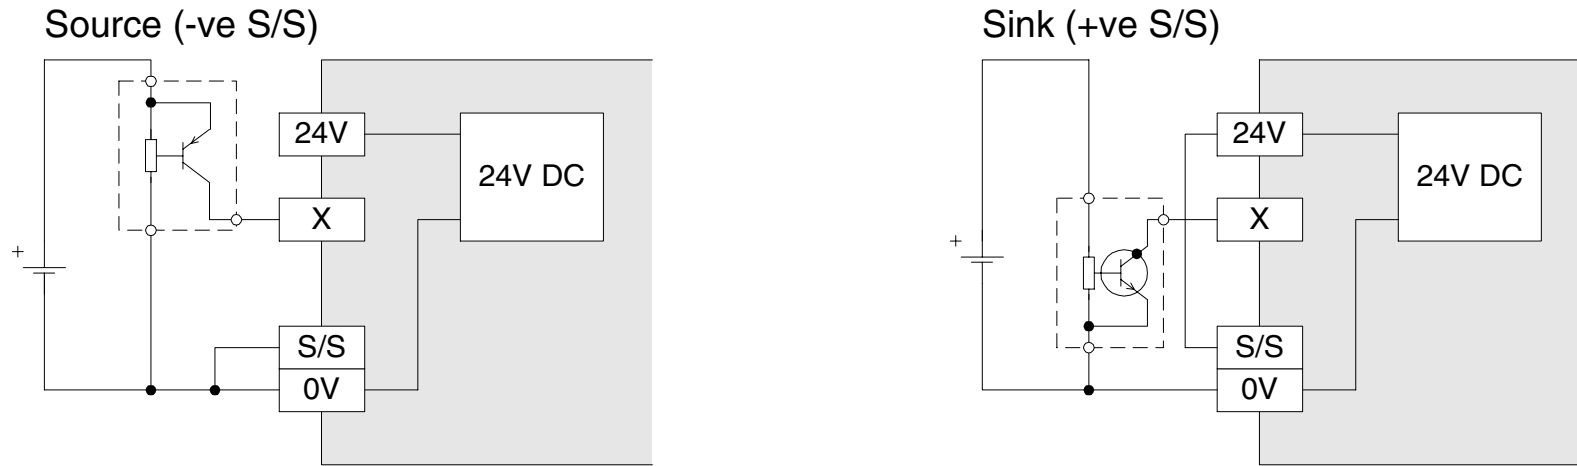 Source (-ve S/S)
24V
24V DC
X
+
S/S
0V
Sink (+ve S/S)
24V
24V DC
X
+
S/S
0V